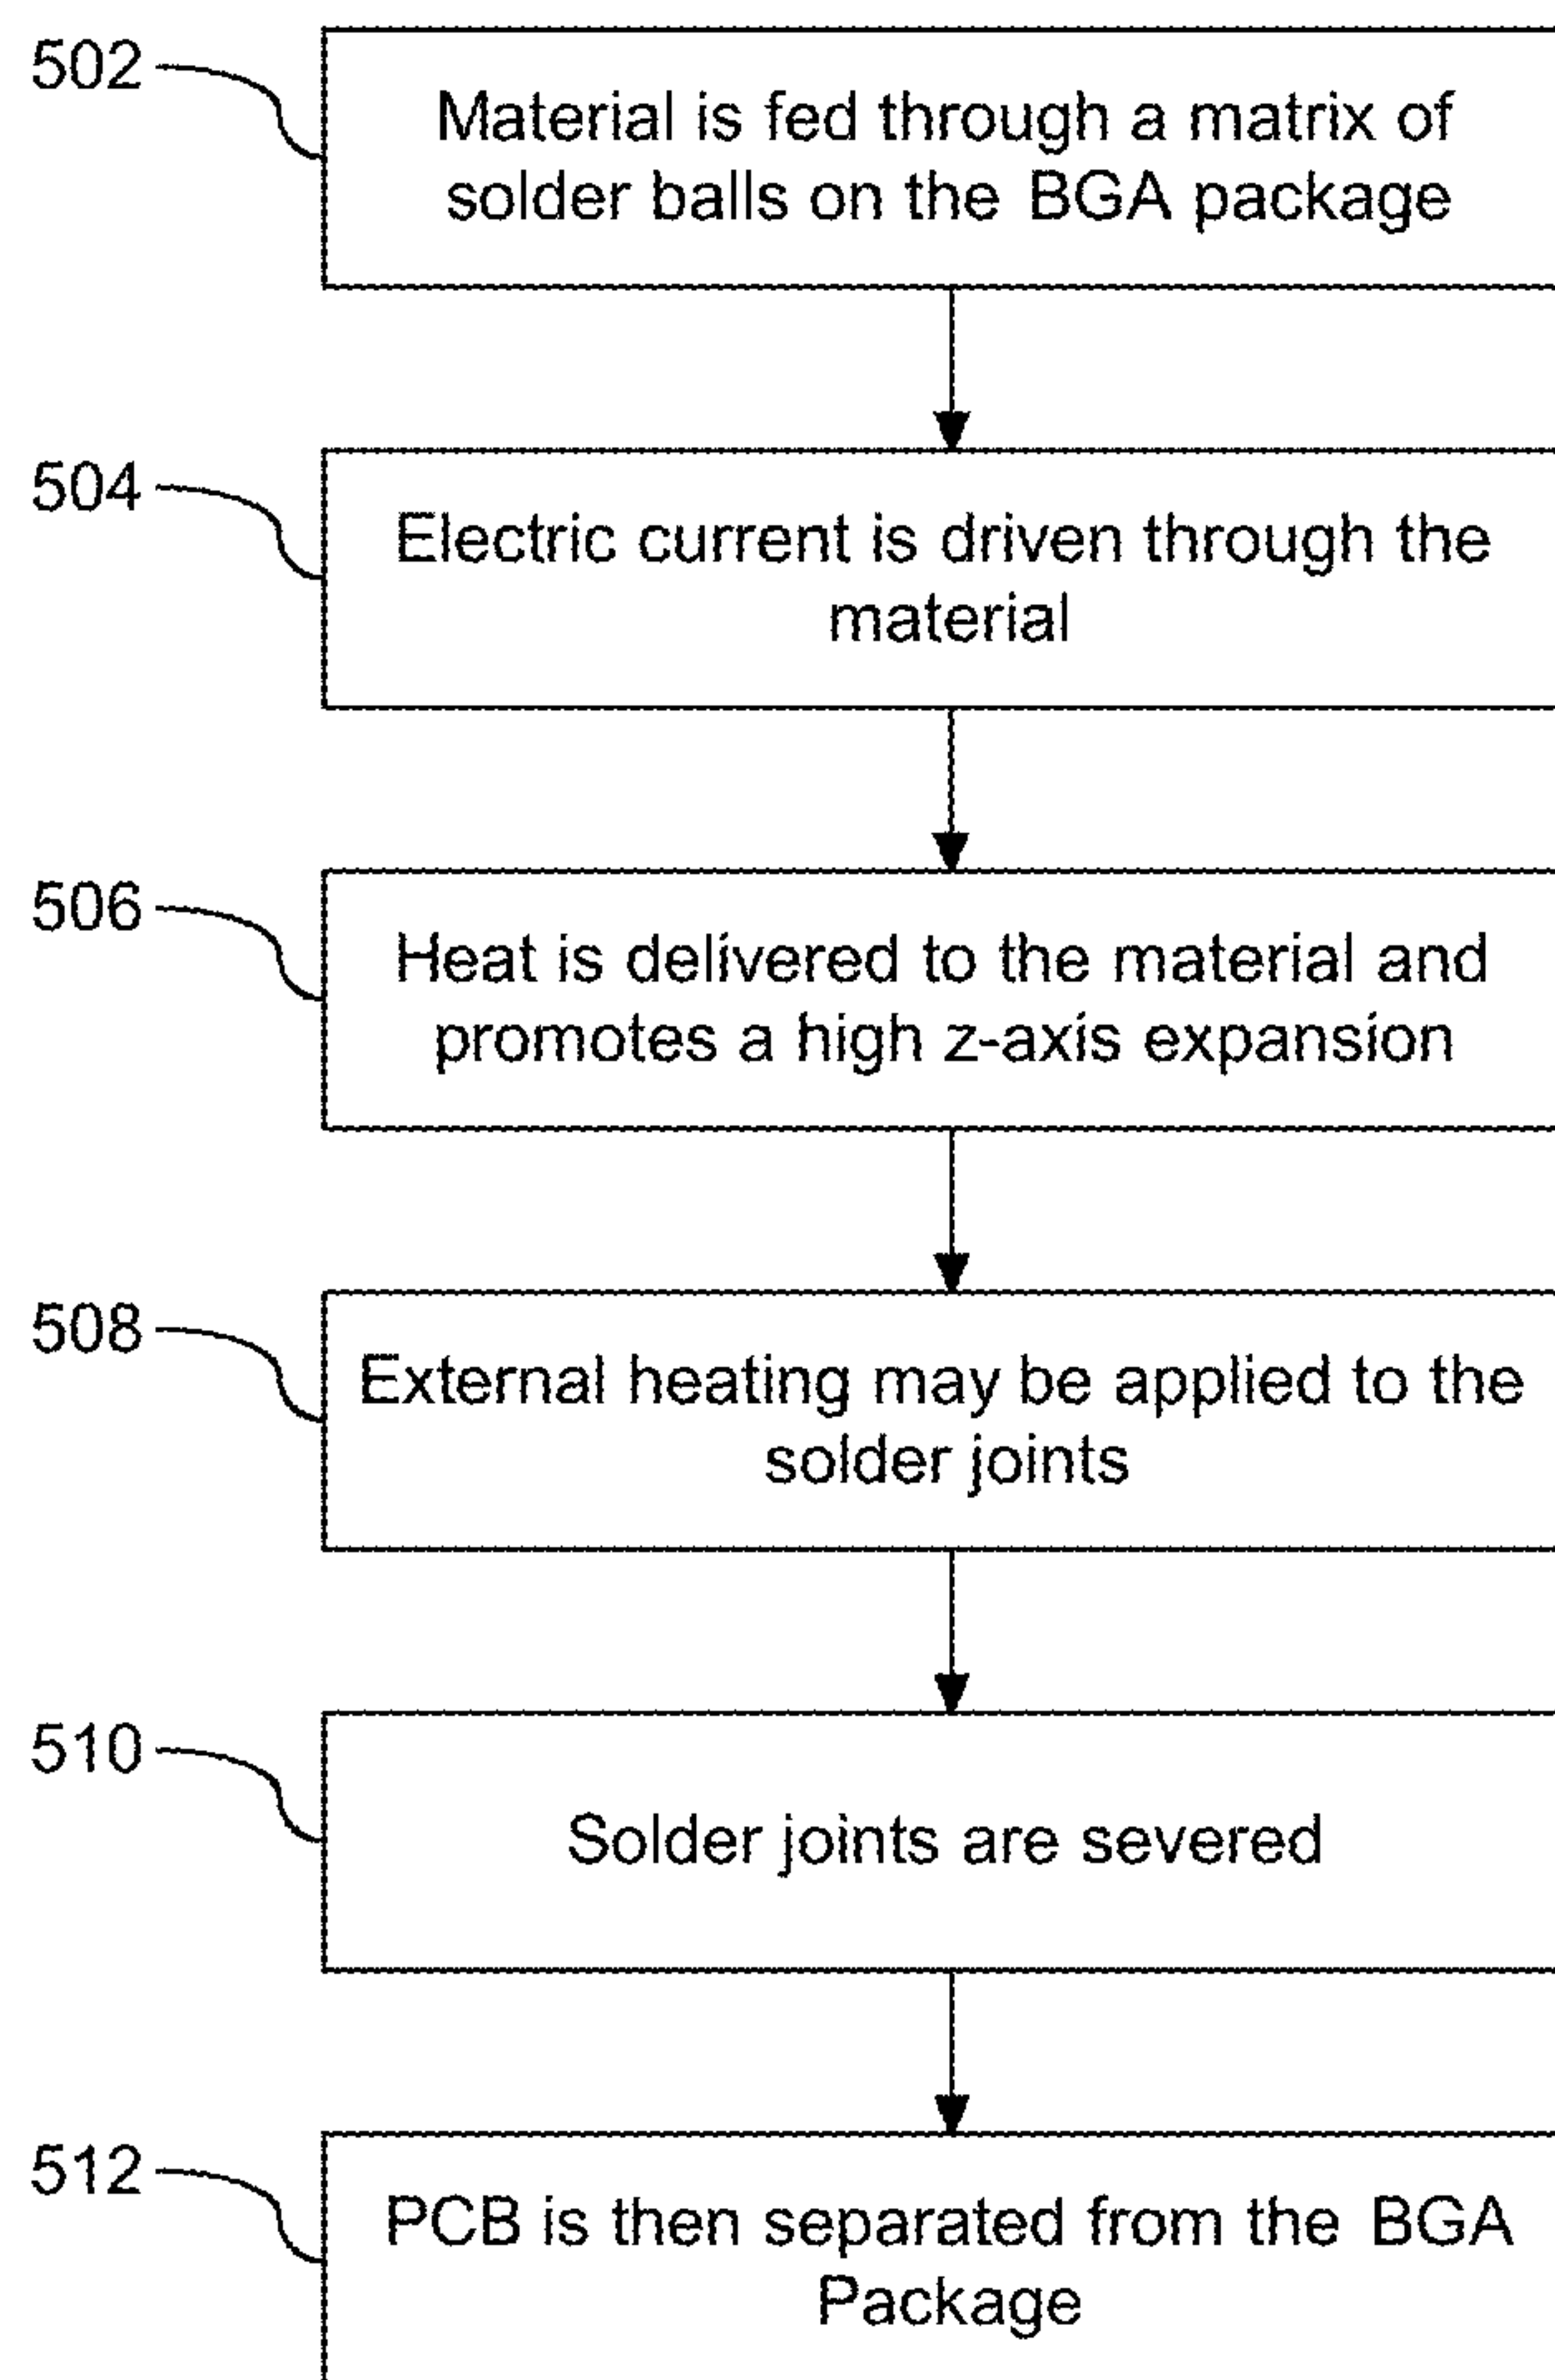 502
Material is fed through a matrix of
solder balls on the BGA package
504
Electric current is driven through the
material
506
Heat is delivered to the material and
promotes a high z-axis expansion
508
External heating may be applied to the
solder joints
510
Solder joints are severed
512
PCB is then separated from the BGA
Package